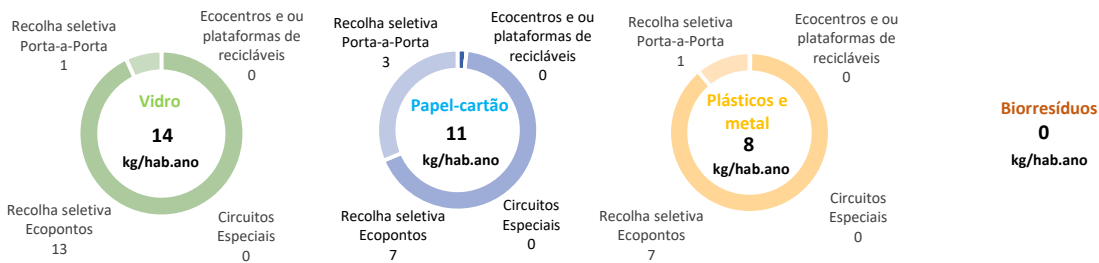 Recolha seletiva
Porta-a-Porta
1
Ecocentros e ou
plataformas de
recicláveis
0
Vidro
14
kg/hab.ano
Recolha seletiva
Ecopontos
13
Circuitos
Especiais
0
Recolha seletiva
Porta-a-Porta
3
Ecocentros e ou
plataformas de
recicláveis
0
Papel-cartão
11
kg/hab.ano
Recolha seletiva
Ecopontos
7
Circuitos
Especiais
0
Recolha seletiva
Porta-a-Porta
1
Ecocentros e ou
plataformas de
recicláveis
0
Plásticos e
metal
8
kg/hab.ano
Recolha seletiva
Ecopontos
7
Circuitos
Especiais
0
Biorresíduos
0
kg/hab.ano